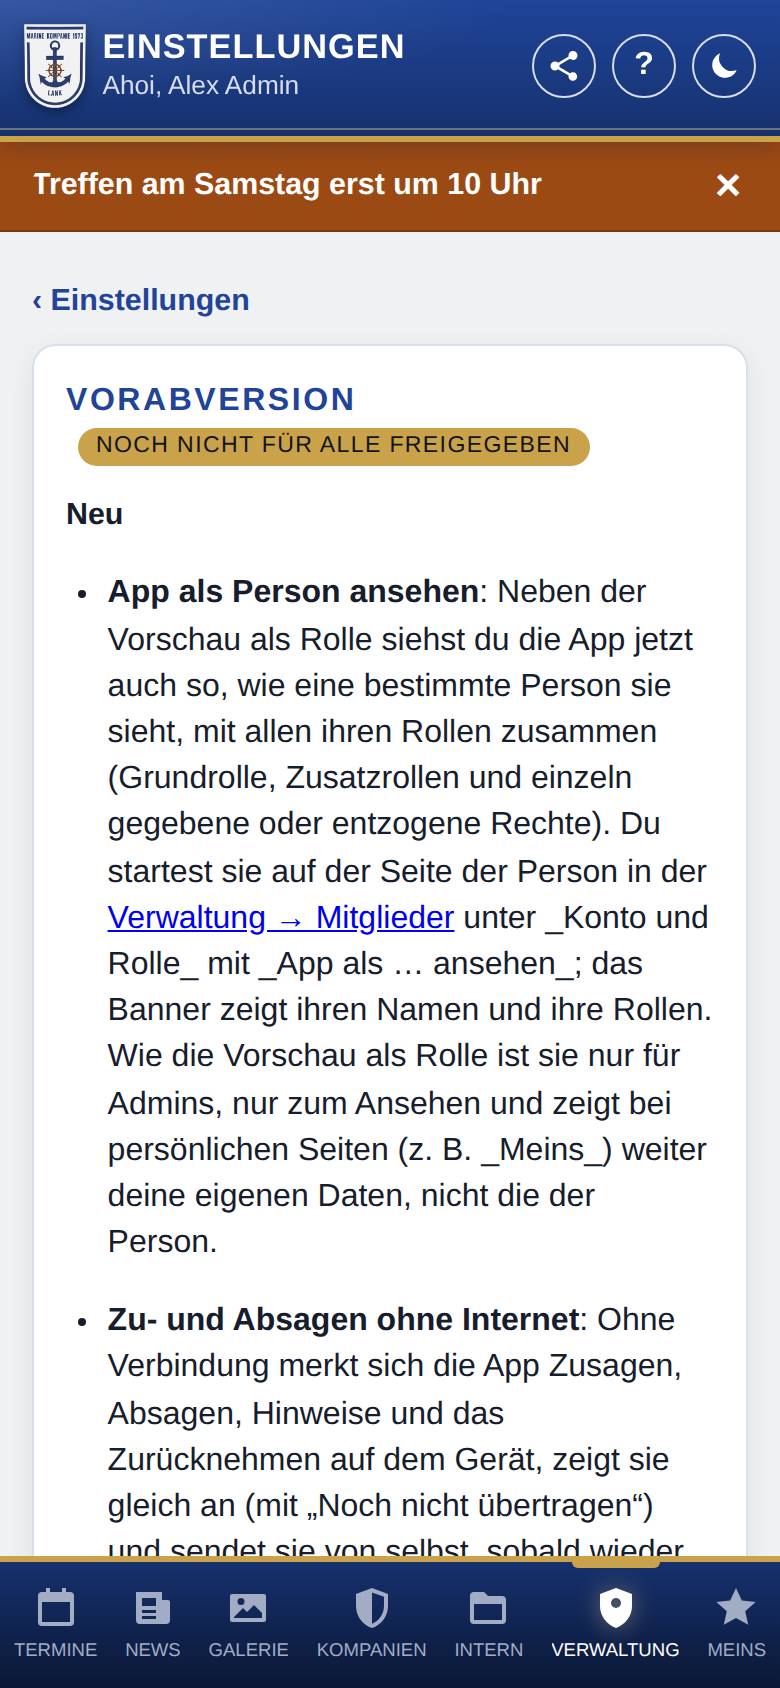 MARINE KOMPANIE 1973
LANK
EINSTELLUNGEN
Ahoi, Alex Admin
?
Treffen am Samstag erst um 10 Uhr
×
‹ Einstellungen
VORABVERSION
NOCH NICHT FÜR ALLE FREIGEGEBEN
Neu
• App als Person ansehen: Neben der
Vorschau als Rolle siehst du die App jetzt
auch so, wie eine bestimmte Person sie
sieht, mit allen ihren Rollen zusammen
(Grundrolle, Zusatzrollen und einzeln
gegebene oder entzogene Rechte). Du
startest sie auf der Seite der Person in der
Verwaltung → Mitglieder unter _Konto und
Rolle_ mit _App als … ansehen_; das
Banner zeigt ihren Namen und ihre Rollen.
Wie die Vorschau als Rolle ist sie nur für
Admins, nur zum Ansehen und zeigt bei
persönlichen Seiten (z. B. _Meins_) weiter
deine eigenen Daten, nicht die der
Person.
• Zu- und Absagen ohne Internet: Ohne
Verbindung merkt sich die App Zusagen,
Absagen, Hinweise und das
Zurücknehmen auf dem Gerät, zeigt sie
gleich an (mit „Noch nicht übertragen“)
und sendet sie von selbst, sobald wieder
TERMINE
NEWS
GALERIE
KOMPANIEN
INTERN
VERWALTUNG
MEINS